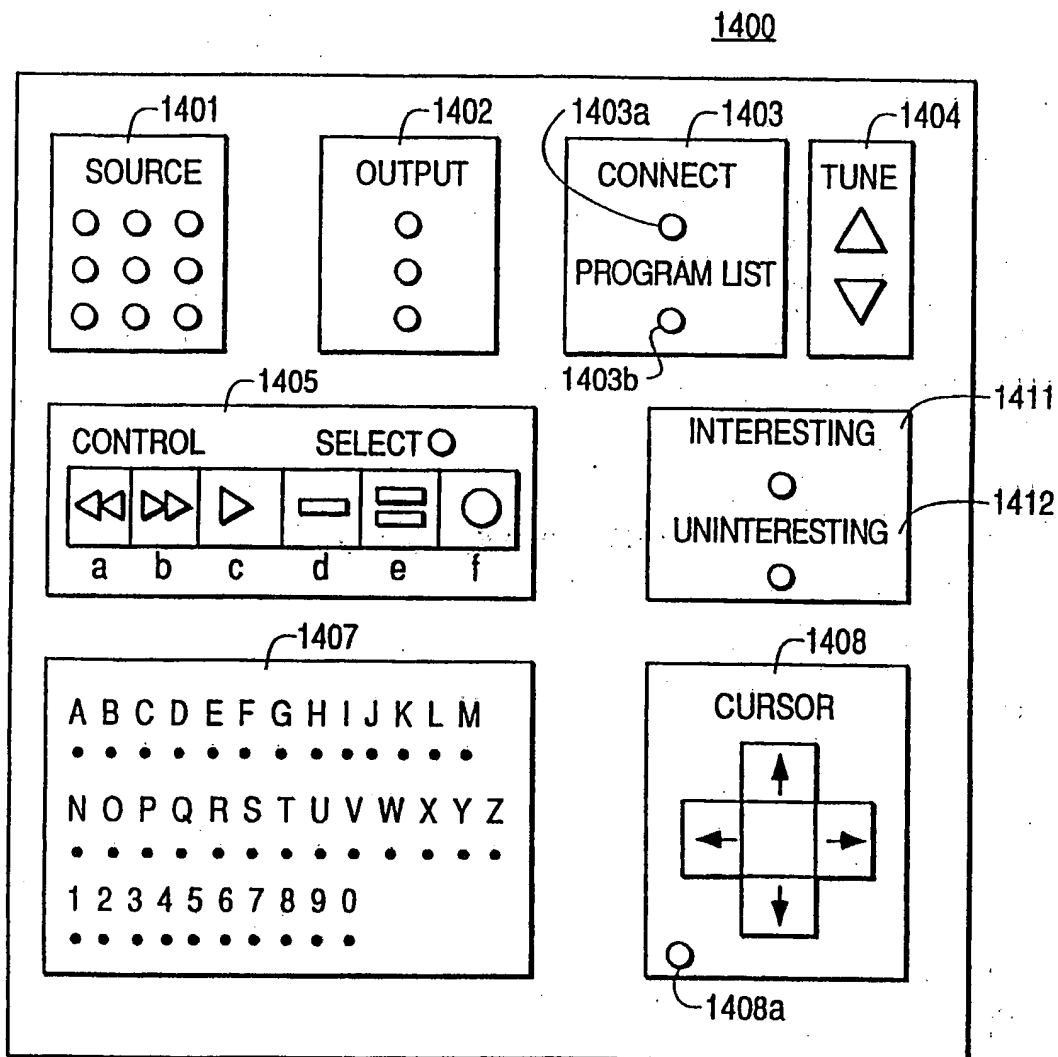 1400
1401
1402
1403a
1403
1404
SOURCE
OUTPUT
CONNECT
TUNE
PROGRAM LIST
1403b
1405
1411
CONTROL
SELECT
INTERESTING
1412
UNINTERESTING
a b c d e f
1407
1408
A B C D E F G H I J K L M
CURSOR
N O P Q R S T U V W X Y Z
1 2 3 4 5 6 7 8 9 0
1408a